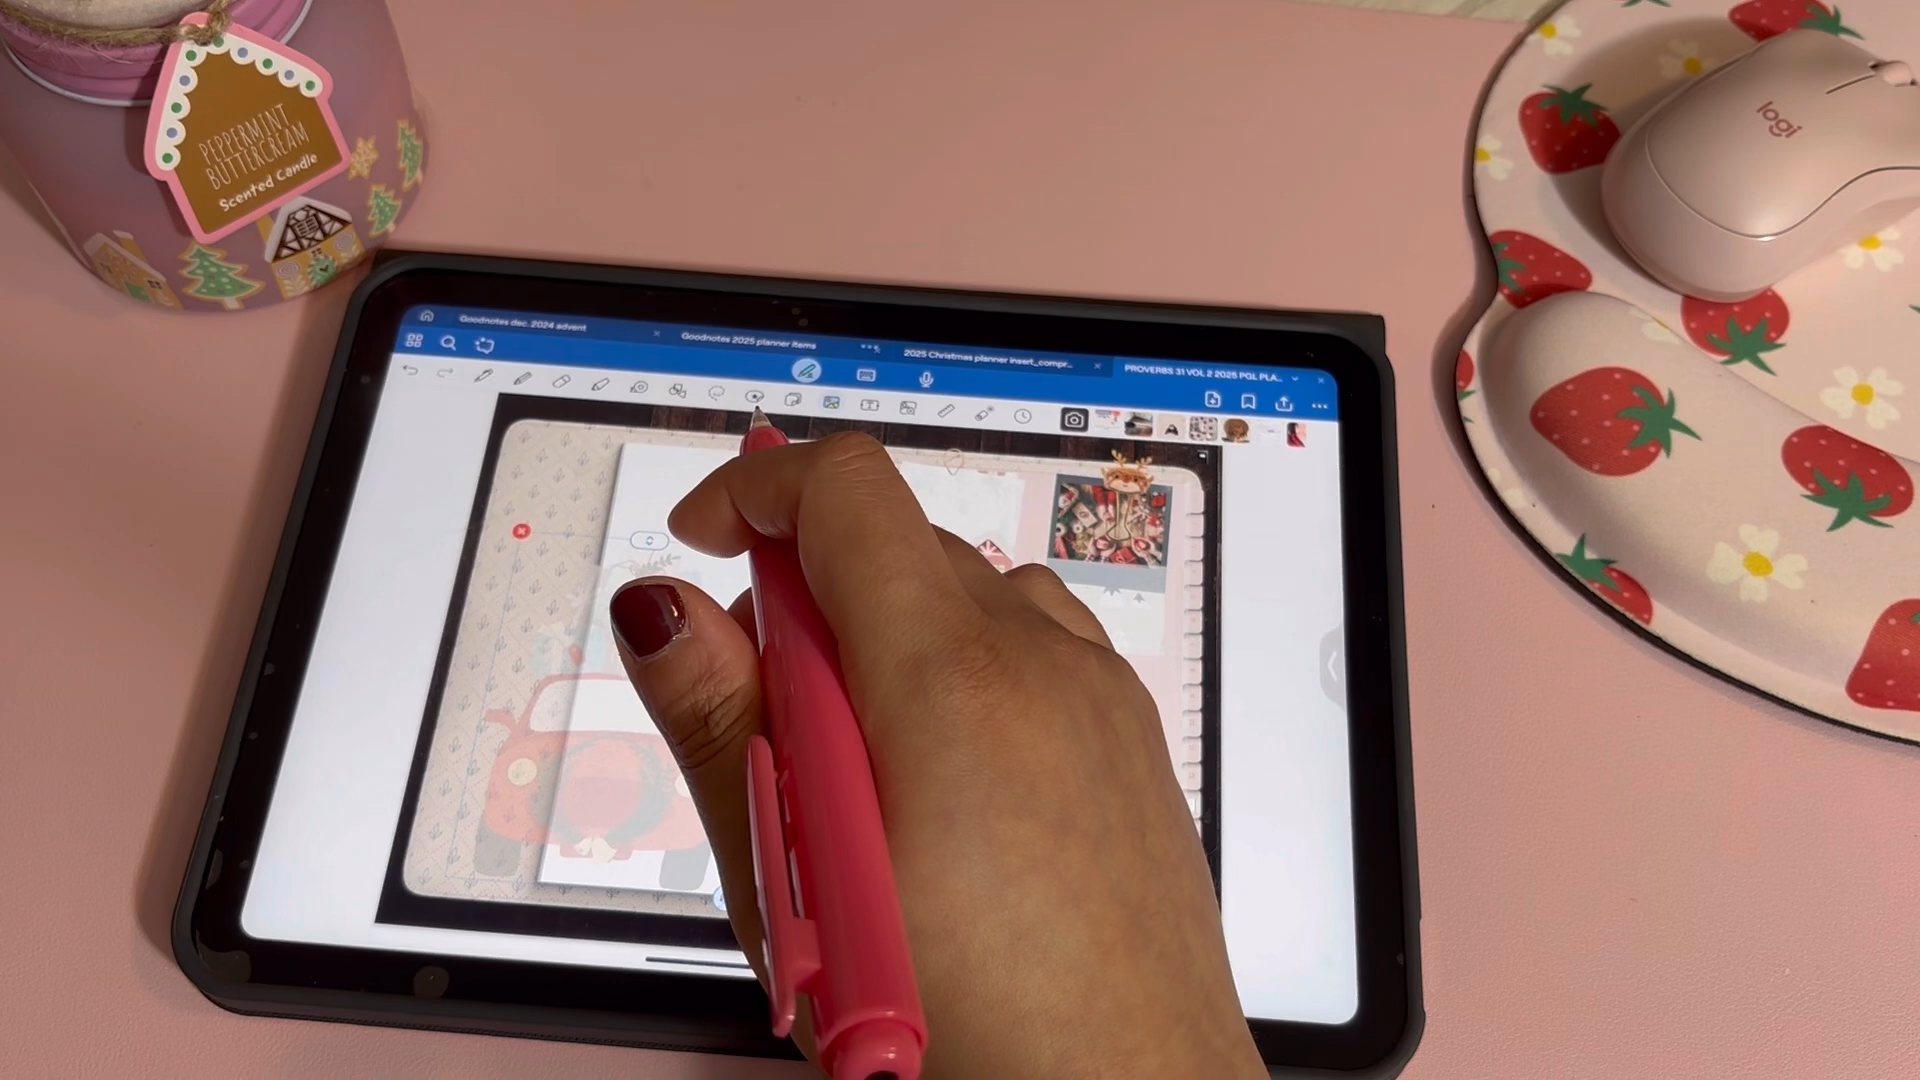 PEPPERMINT
BUTTERCREAM
Scented Candle
logi
Goodnotes dec. 2024 advent
Goodnotes 2025 planner items
2025 Christmas planner insert_compr...
PROVERBS 31 VOL 2 2025 PGL PLA...